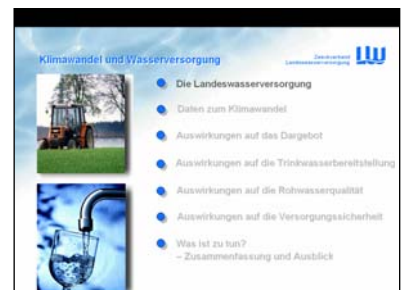 Klimawandel und Wasserversorgung
Zweckverband
Landeswasserversorgung
LW
Die Landeswasserversorgung
Daten zum Klimawandel
Auswirkungen auf das Dargebot
Auswirkungen auf die Trinkwasserbereitstellung
Auswirkungen auf die Rohwasserqualität
Auswirkungen auf die Versorgungssicherheit
Was ist zu tun?
– Zusammenfassung und Ausblick